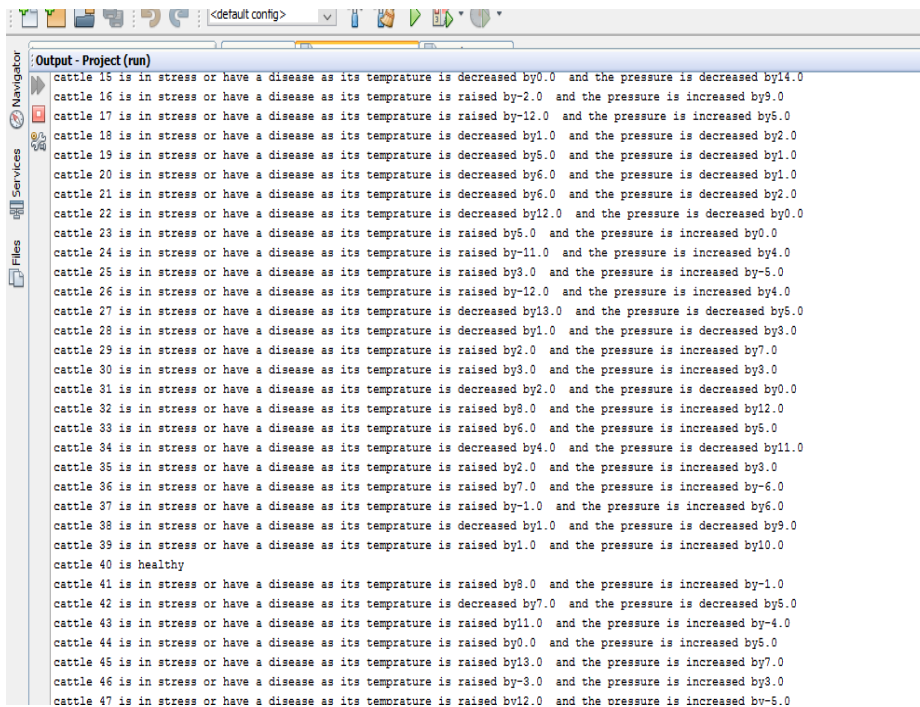 <default config>
Navigator
Services
Files
Output - Project (run)
cattle 15 is in stress or have a disease as its temprature is decreased by0.0 and the pressure is decreased by14.0
cattle 16 is in stress or have a disease as its temprature is raised by-2.0 and the pressure is increased by9.0
cattle 17 is in stress or have a disease as its temprature is raised by-12.0 and the pressure is increased by5.0
cattle 18 is in stress or have a disease as its temprature is decreased by1.0 and the pressure is decreased by2.0
cattle 19 is in stress or have a disease as its temprature is decreased by5.0 and the pressure is decreased by1.0
cattle 20 is in stress or have a disease as its temprature is decreased by6.0 and the pressure is decreased by1.0
cattle 21 is in stress or have a disease as its temprature is decreased by6.0 and the pressure is decreased by2.0
cattle 22 is in stress or have a disease as its temprature is decreased by12.0 and the pressure is decreased by0.0
cattle 23 is in stress or have a disease as its temprature is raised by5.0 and the pressure is increased by0.0
cattle 24 is in stress or have a disease as its temprature is raised by-11.0 and the pressure is increased by4.0
cattle 25 is in stress or have a disease as its temprature is raised by3.0 and the pressure is increased by-5.0
cattle 26 is in stress or have a disease as its temprature is raised by-12.0 and the pressure is increased by4.0
cattle 27 is in stress or have a disease as its temprature is decreased by13.0 and the pressure is decreased by5.0
cattle 28 is in stress or have a disease as its temprature is decreased by1.0 and the pressure is decreased by3.0
cattle 29 is in stress or have a disease as its temprature is raised by2.0 and the pressure is increased by7.0
cattle 30 is in stress or have a disease as its temprature is raised by3.0 and the pressure is increased by3.0
cattle 31 is in stress or have a disease as its temprature is decreased by2.0 and the pressure is decreased by0.0
cattle 32 is in stress or have a disease as its temprature is raised by8.0 and the pressure is increased by12.0
cattle 33 is in stress or have a disease as its temprature is raised by6.0 and the pressure is increased by5.0
cattle 34 is in stress or have a disease as its temprature is decreased by4.0 and the pressure is decreased by11.0
cattle 35 is in stress or have a disease as its temprature is raised by2.0 and the pressure is increased by3.0
cattle 36 is in stress or have a disease as its temprature is raised by7.0 and the pressure is increased by-6.0
cattle 37 is in stress or have a disease as its temprature is raised by-1.0 and the pressure is increased by6.0
cattle 38 is in stress or have a disease as its temprature is decreased by1.0 and the pressure is decreased by9.0
cattle 39 is in stress or have a disease as its temprature is raised by1.0 and the pressure is increased by10.0
cattle 40 is healthy
cattle 41 is in stress or have a disease as its temprature is raised by8.0 and the pressure is increased by-1.0
cattle 42 is in stress or have a disease as its temprature is decreased by7.0 and the pressure is decreased by5.0
cattle 43 is in stress or have a disease as its temprature is raised by11.0 and the pressure is increased by-4.0
cattle 44 is in stress or have a disease as its temprature is raised by0.0 and the pressure is increased by5.0
cattle 45 is in stress or have a disease as its temprature is raised by13.0 and the pressure is increased by7.0
cattle 46 is in stress or have a disease as its temprature is raised by-3.0 and the pressure is increased by3.0
cattle 47 is in stress or have a disease as its temprature is raised by12.0 and the pressure is increased by-5.0